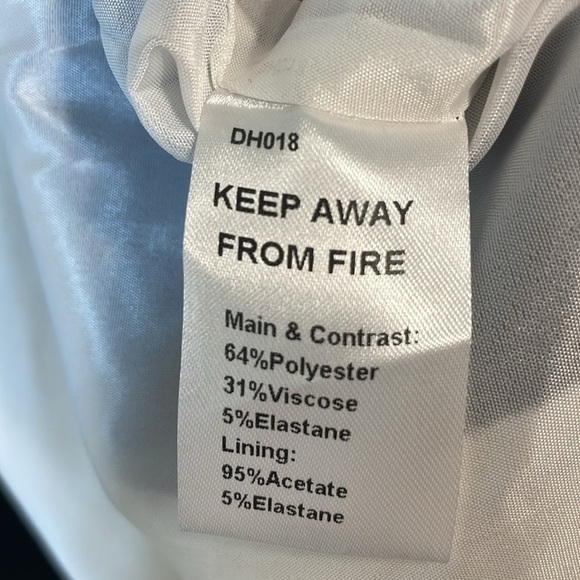 DH018
KEEP AWAY
FROM FIRE
Main & Contrast:
64%Polyester
31%Viscose
5%Elastane
Lining:
95%Acetate
5%Elastane